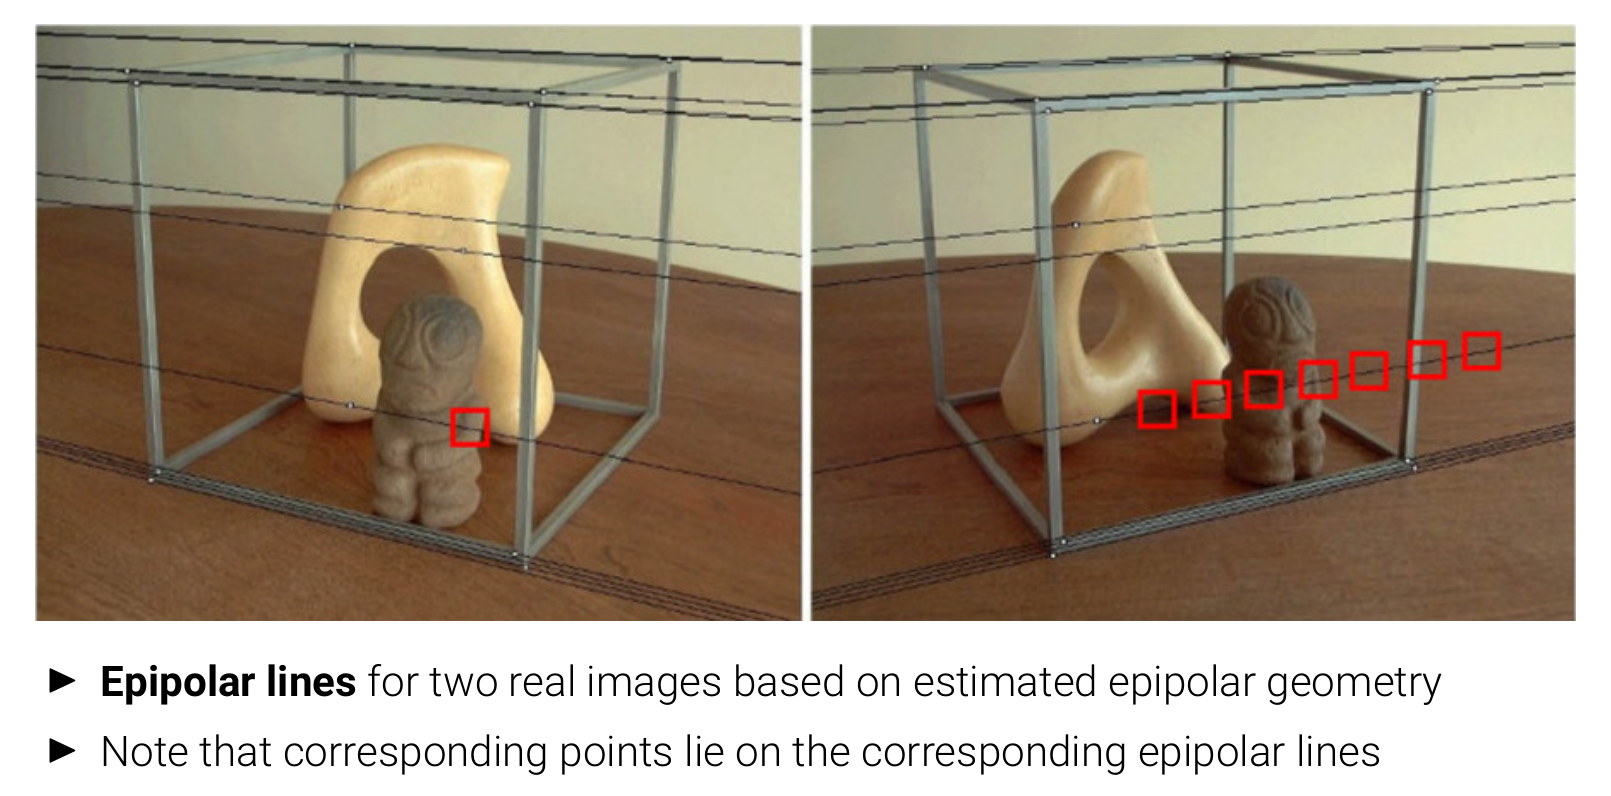 ► Epipolar lines for two real images based on estimated epipolar geometry
► Note that corresponding points lie on the corresponding epipolar lines